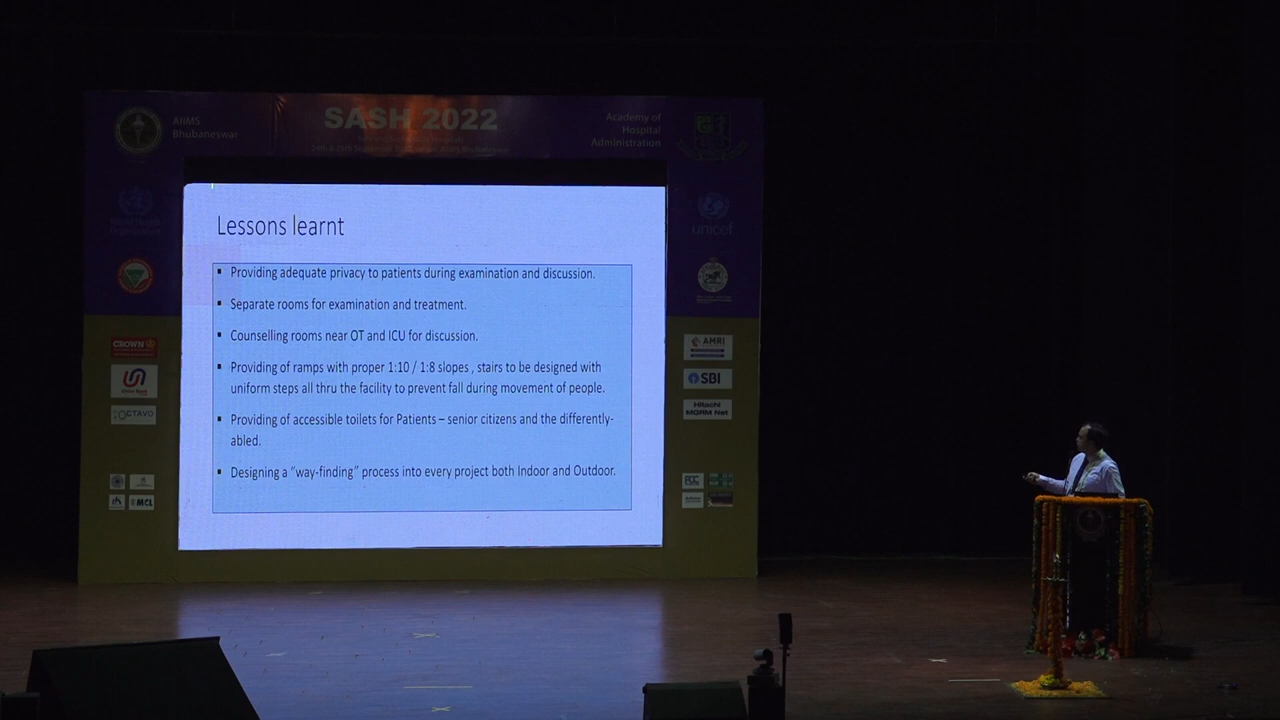 AIIMS
Bhubaneswar
SASH 2022
Academy of
Hospital
Administration
unicef
Lessons learnt
▪ Providing adequate privacy to patients during examination and discussion.
▪ Separate rooms for examination and treatment.
▪ Counselling rooms near OT and ICU for discussion.
▪ Providing of ramps with proper 1:10 / 1:8 slopes , stairs to be designed with
uniform steps all thru the facility to prevent fall during movement of people.
▪ Providing of accessible toilets for Patients – senior citizens and the differently-
abled.
▪ Designing a "way-finding" process into every project both Indoor and Outdoor.
CROWN
OCTAVO
MCL
AMRI
SBI
Hitachi
MGRM Net